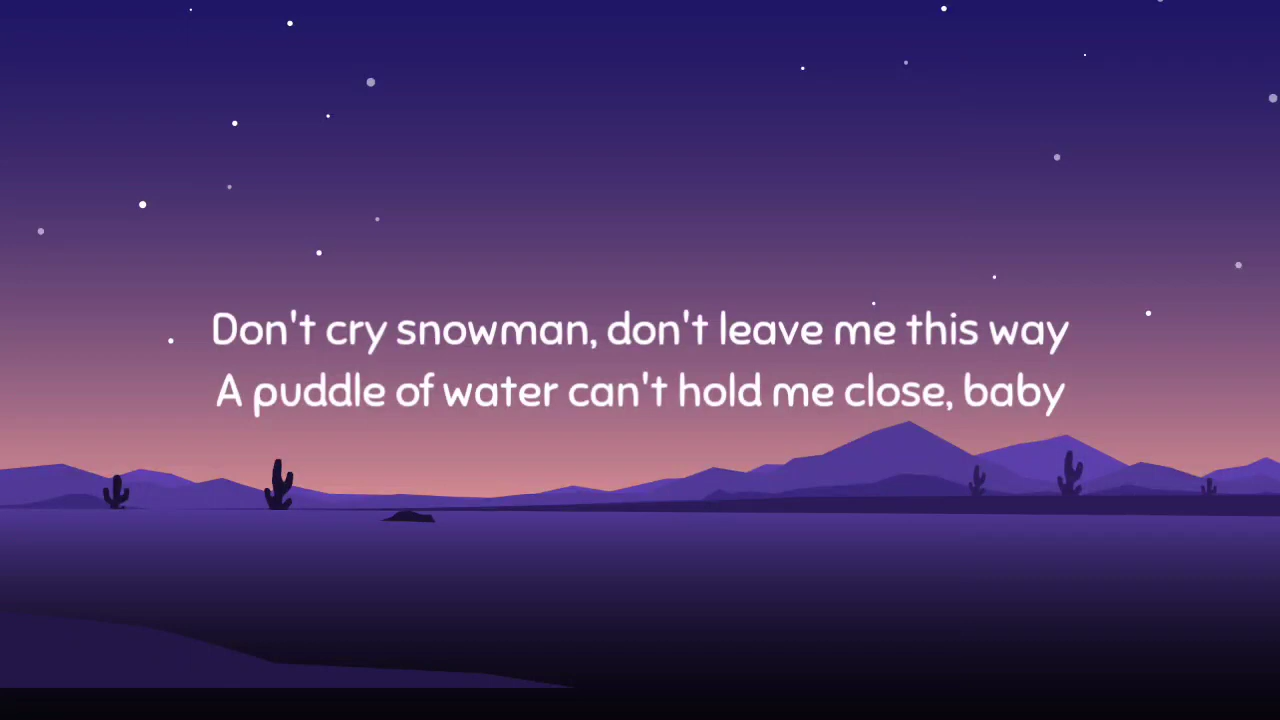 Don't cry snowman, don't leave me this way
A puddle of water can't hold me close, baby